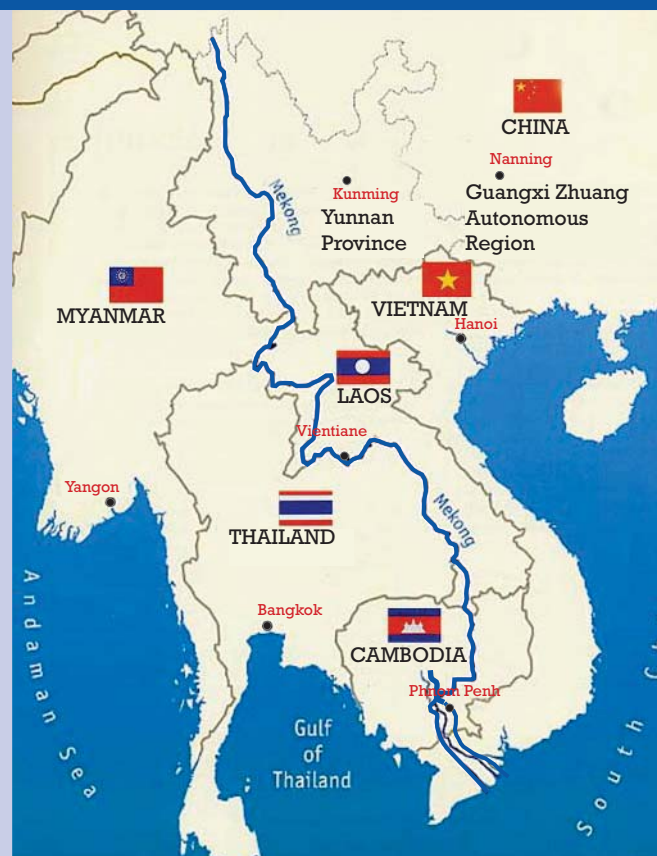 CHINA
Nanning
Mekong
Kunming
Guangxi Zhuang
Autonomous
Region
Yunnan
Province
MYANMAR
VIETNAM
Hanoi
LAOS
Vientiane
Yangon
THAILAND
Mekong
Andaman Sea
Bangkok
CAMBODIA
Phnom Penh
Gulf
of
Thailand
South